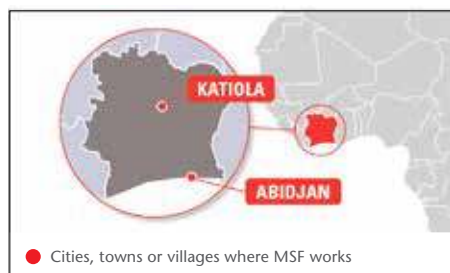 KATIOLA
ABIDJAN
Cities, towns or villages where MSF works